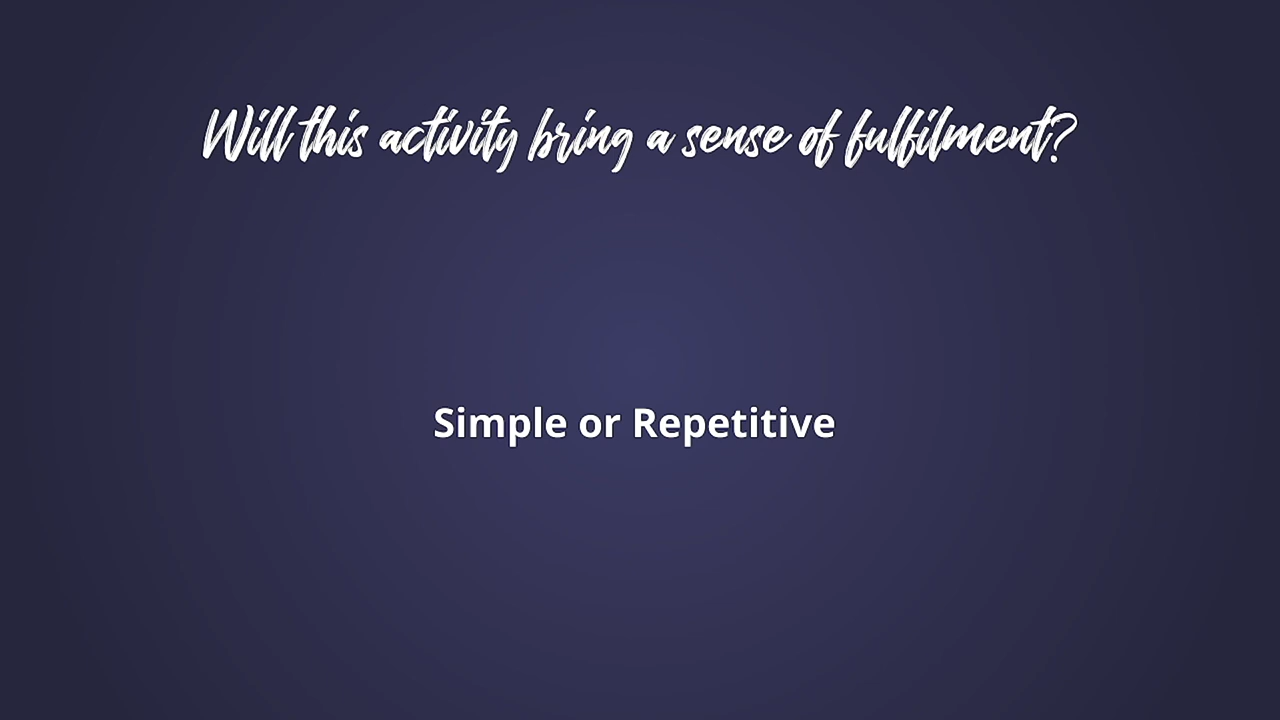 Will this activity bring a sense of fulfilment?
Simple or Repetitive